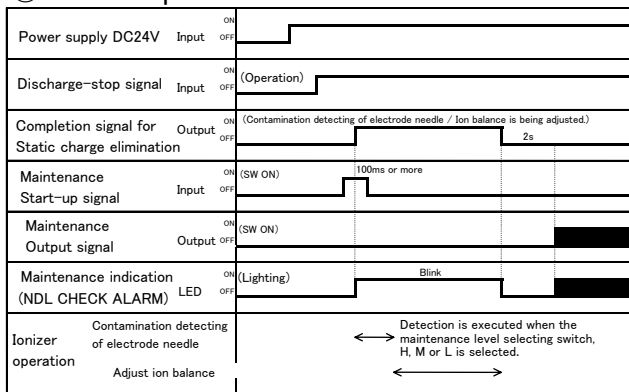 Power supply DC24V Input ON OFF
Discharge-stop signal Input ON OFF (Operation)
Completion signal for Output ON OFF (Contamination detecting of electrode needle / Ion balance is being adjusted.)
Static charge elimination 2s
Maintenance ON (SW ON) 100ms or more
Start-up signal Input OFF
Maintenance ON (SW ON)
Output signal Output OFF
Maintenance indication ON (Lighting) Blink
(NDL CHECK ALARM) LED OFF
Ionizer operation
Contamination detecting
of electrode needle
Detection is executed when the
maintenance level selecting switch,
H, M or L is selected.
Adjust ion balance